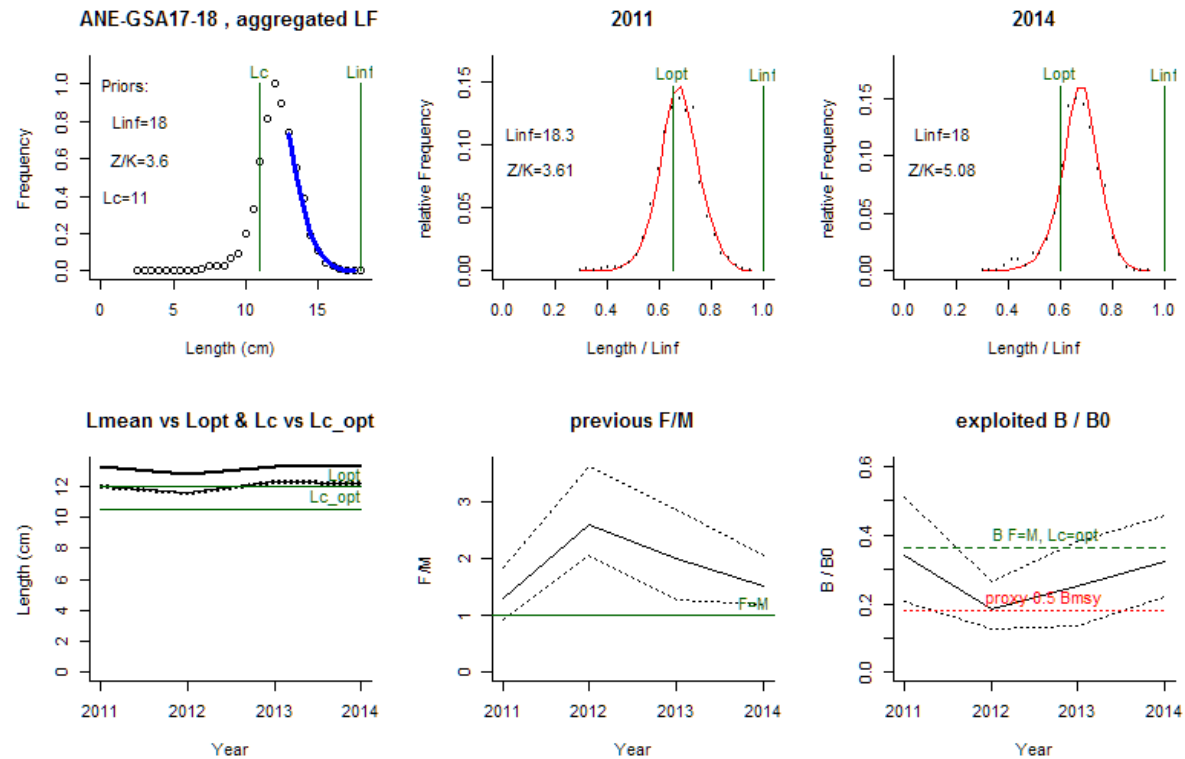 ANE-GSA17-18 , aggregated LF
Frequency
1.0
0.8
0.6
0.4
0.2
0.0
Priors:
Linf=18
Z/K=3.6
Lc=11
Lc
Linf
0 5 10 15
Length (cm)
2011
relative Frequency
0.15
0.10
0.05
0.00
Linf=18.3
Z/K=3.61
Lopt
Linf
0.0 0.2 0.4 0.6 0.8 1.0
Length / Linf
2014
relative Frequency
0.15
0.10
0.05
0.00
Linf=18
Z/K=5.08
Lopt
Linf
0.0 0.2 0.4 0.6 0.8 1.0
Length / Linf
Lmean vs Lopt & Lc vs Lc_opt
Length (cm)
12
10
8
6
4
2
0
Lopt
Lc_opt
2011 2012 2013 2014
Year
previous F/M
F/M
3
2
1
0
F=M
2011 2012 2013 2014
Year
exploited B / B0
B / B0
0.6
0.4
0.2
0.0
B F=M, Lc=opt
proxy 0.5 Bmsy
2011 2012 2013 2014
Year